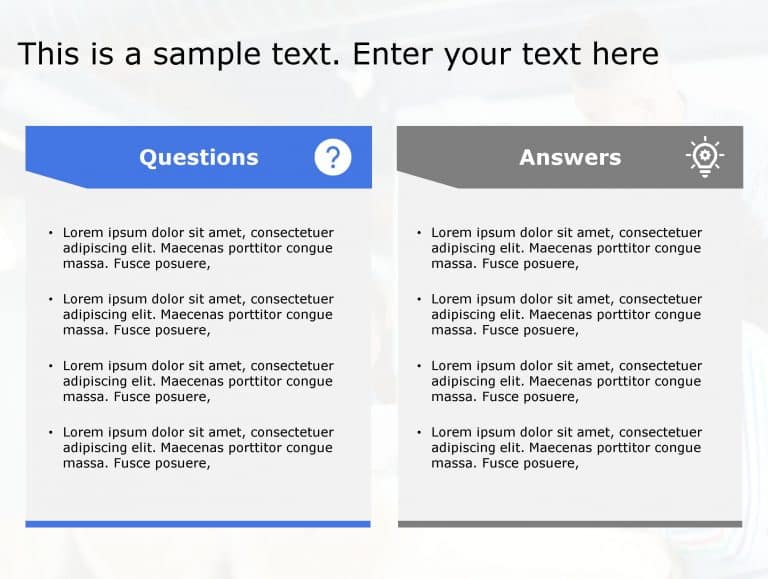 This is a sample text. Enter your text here
Questions
?
• Lorem ipsum dolor sit amet, consectetuer
adipiscing elit. Maecenas porttitor congue
massa. Fusce posuere,
• Lorem ipsum dolor sit amet, consectetuer
adipiscing elit. Maecenas porttitor congue
massa. Fusce posuere,
• Lorem ipsum dolor sit amet, consectetuer
adipiscing elit. Maecenas porttitor congue
massa. Fusce posuere,
• Lorem ipsum dolor sit amet, consectetuer
adipiscing elit. Maecenas porttitor congue
massa. Fusce posuere,
Answers
• Lorem ipsum dolor sit amet, consectetuer
adipiscing elit. Maecenas porttitor congue
massa. Fusce posuere,
• Lorem ipsum dolor sit amet, consectetuer
adipiscing elit. Maecenas porttitor congue
massa. Fusce posuere,
• Lorem ipsum dolor sit amet, consectetuer
adipiscing elit. Maecenas porttitor congue
massa. Fusce posuere,
• Lorem ipsum dolor sit amet, consectetuer
adipiscing elit. Maecenas porttitor congue
massa. Fusce posuere,